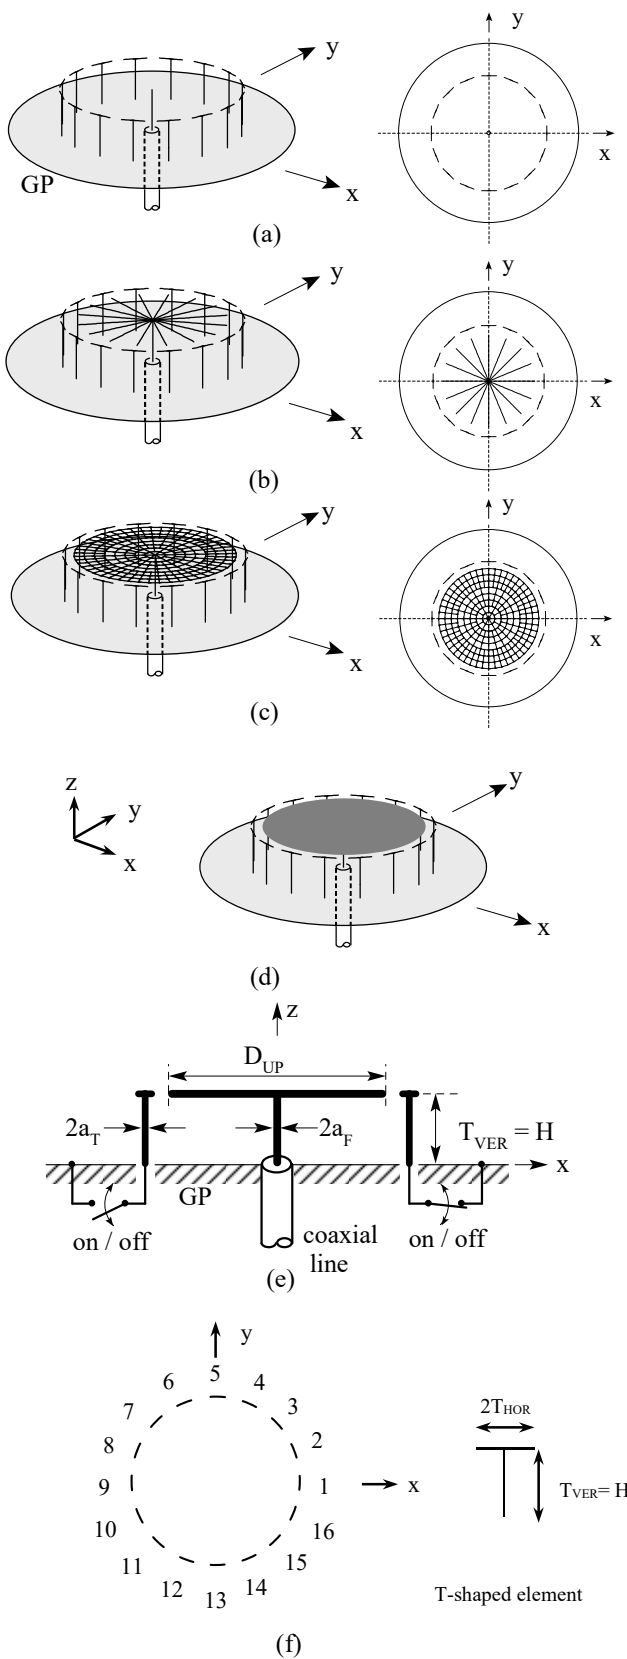 y
y
GP
x
x
(a)
y
y
x
x
(b)
y
y
x
x
(c)
z
y
x
y
x
(d)
z
D_UP
2a_T
2a_F
T_VER = H
x
GP
on / off
coaxial
line
on / off
(e)
y
5
6
4
7
3
8
2
9
1
x
10
16
11
15
12
14
13
2T_HOR
T_VER= H
T-shaped element
(f)